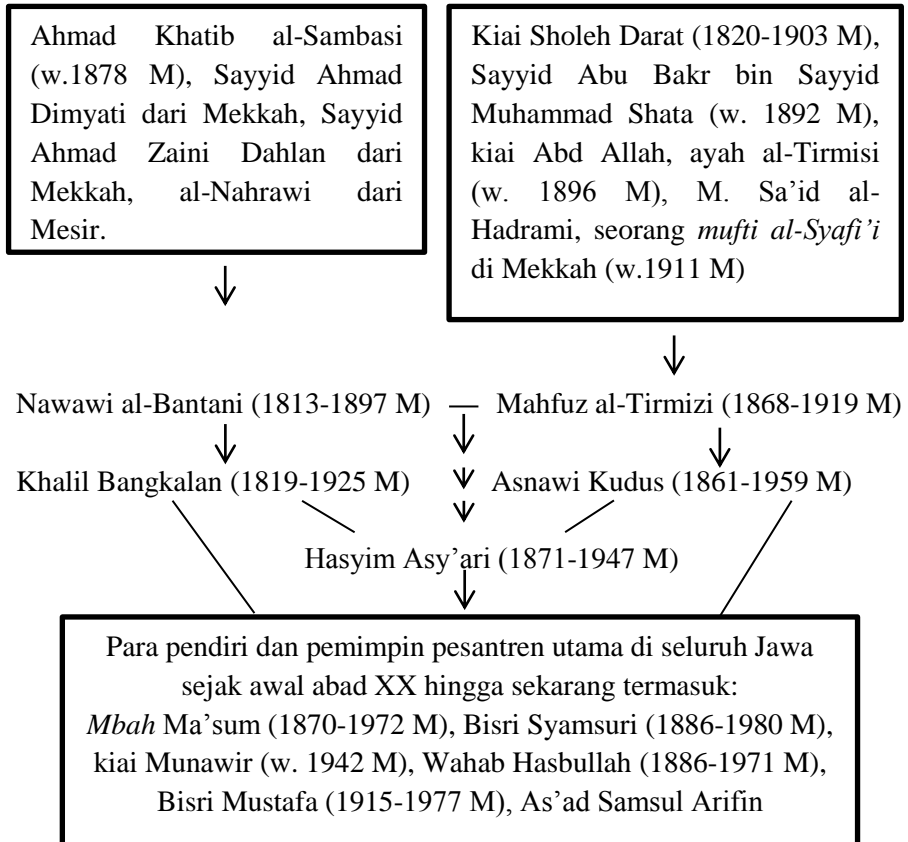 Ahmad Khatib al-Sambasi
(w.1878 M), Sayyid Ahmad
Dimyati dari Mekkah, Sayyid
Ahmad Zaini Dahlan dari
Mekkah, al-Nahrawi dari
Mesir.
Kiai Sholeh Darat (1820-1903 M),
Sayyid Abu Bakr bin Sayyid
Muhammad Shata (w. 1892 M),
kiai Abd Allah, ayah al-Tirmisi
(w. 1896 M), M. Sa’id al-
Hadrami, seorang mufti al-Syafi’i
di Mekkah (w.1911 M)
Nawawi al-Bantani (1813-1897 M)
Mahfuz al-Tirmizi (1868-1919 M)
Khalil Bangkalan (1819-1925 M)
Asnawi Kudus (1861-1959 M)
Hasyim Asy’ari (1871-1947 M)
Para pendiri dan pemimpin pesantren utama di seluruh Jawa
sejak awal abad XX hingga sekarang termasuk:
Mbah Ma’sum (1870-1972 M), Bisri Syamsuri (1886-1980 M),
kiai Munawir (w. 1942 M), Wahab Hasbullah (1886-1971 M),
Bisri Mustafa (1915-1977 M), As’ad Samsul Arifin